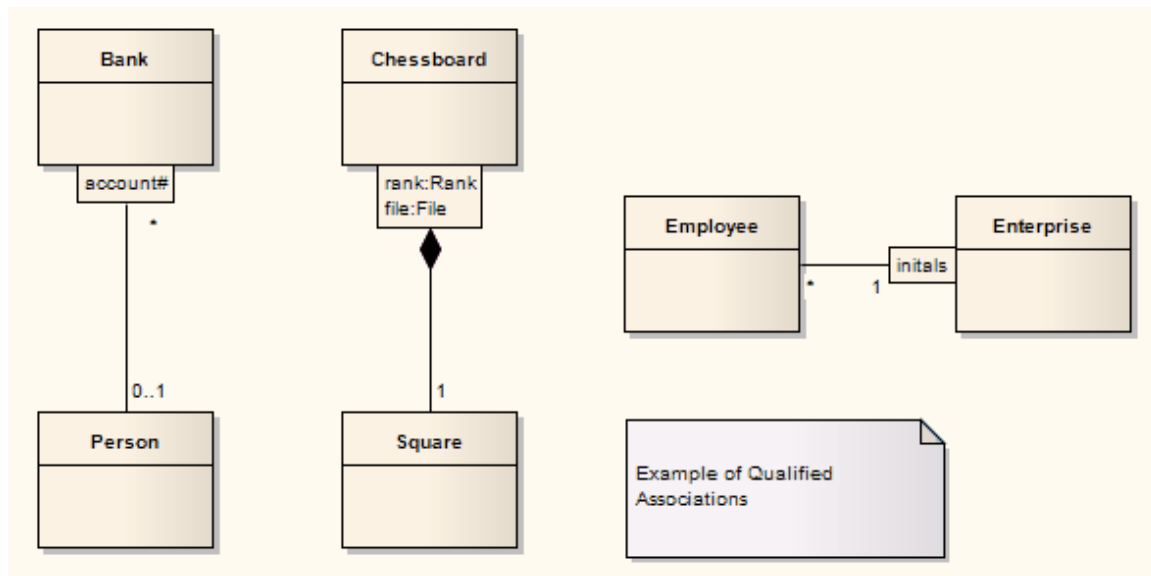 Bank
account#
*
0..1
Person
Chessboard
rank:Rank
file:File
1
Square
Employee
*
1
initals
Enterprise
Example of Qualified
Associations